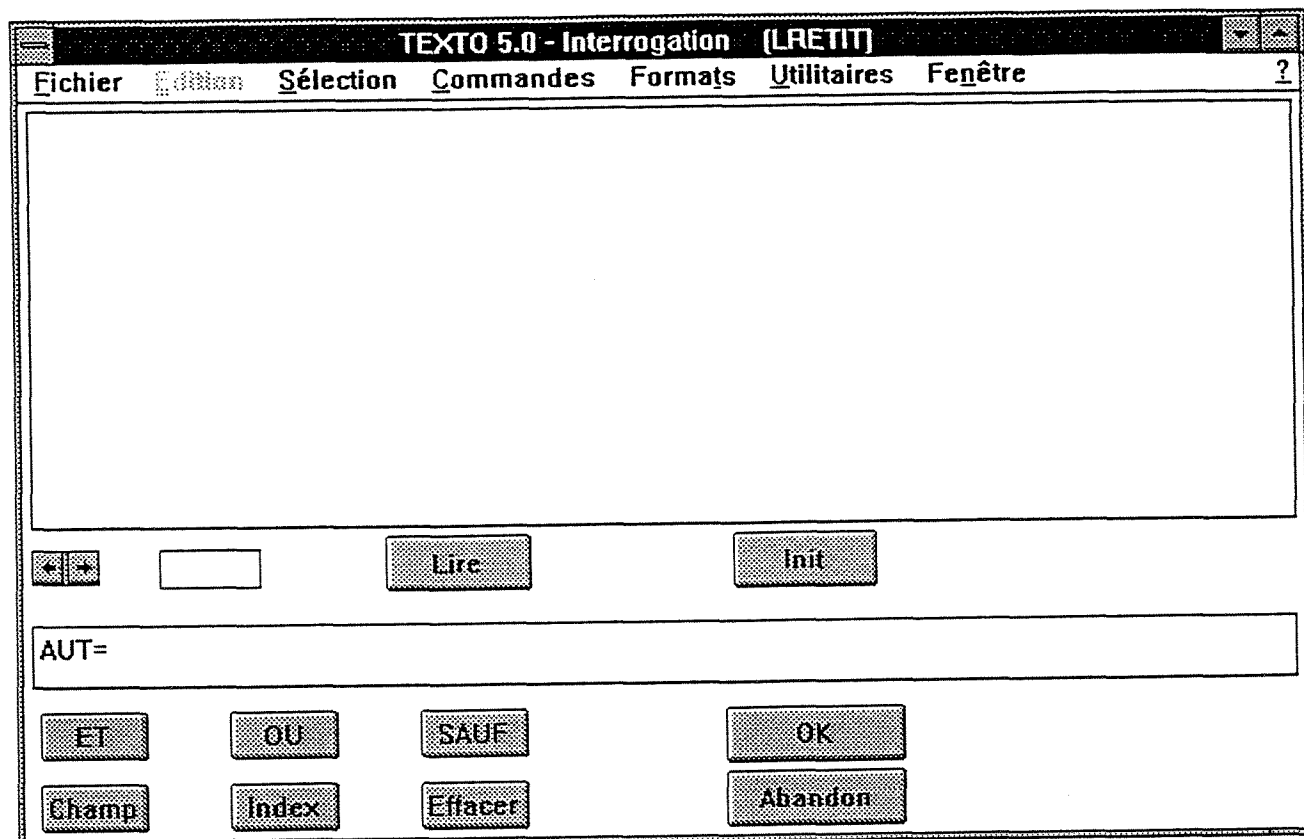 TEXTO 5.0 - Interrogation (LRETIT)
Fichier Edition Sélection Commandes Formats Utilitaires Fenêtre ?
Lire Init
AUT=
ET OU SAUF OK
Champ Index Effacer Abandon